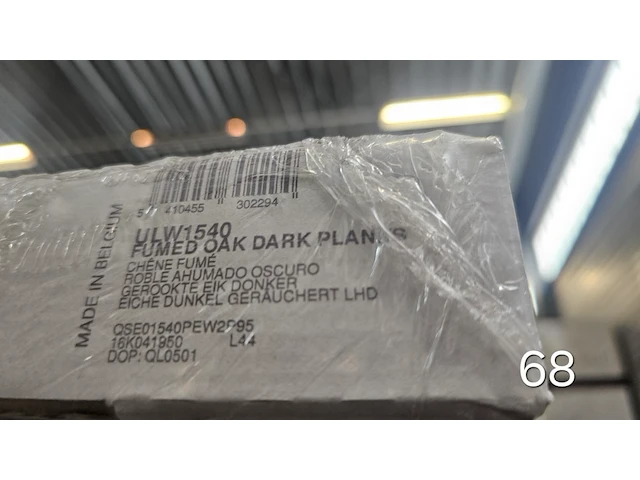 5 410455 302294
ULW1540
FUMED OAK DARK PLANKS
CHÊNE FUMÉ
ROBLE AHUMADO OSCURO
GEROOKTE EIK DONKER
EICHE DUNKEL GERÄUCHERT LHD
MADE IN BELGIUM
16K041950 L44
DOP: QL0501
68